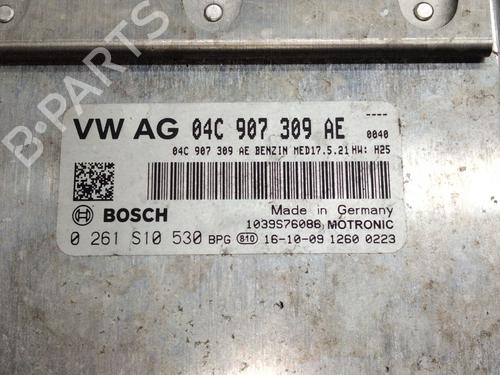 B-PARTS
VW AG 04C 907 309 AE ---- 0040
04C 907 309 AE BENZIN MED17.5.21 HW: H25
BOSCH Made in Germany
1039S76086 MOTRONIC
0 261 S10 530 BPG 810 16-10-09 1260 0223